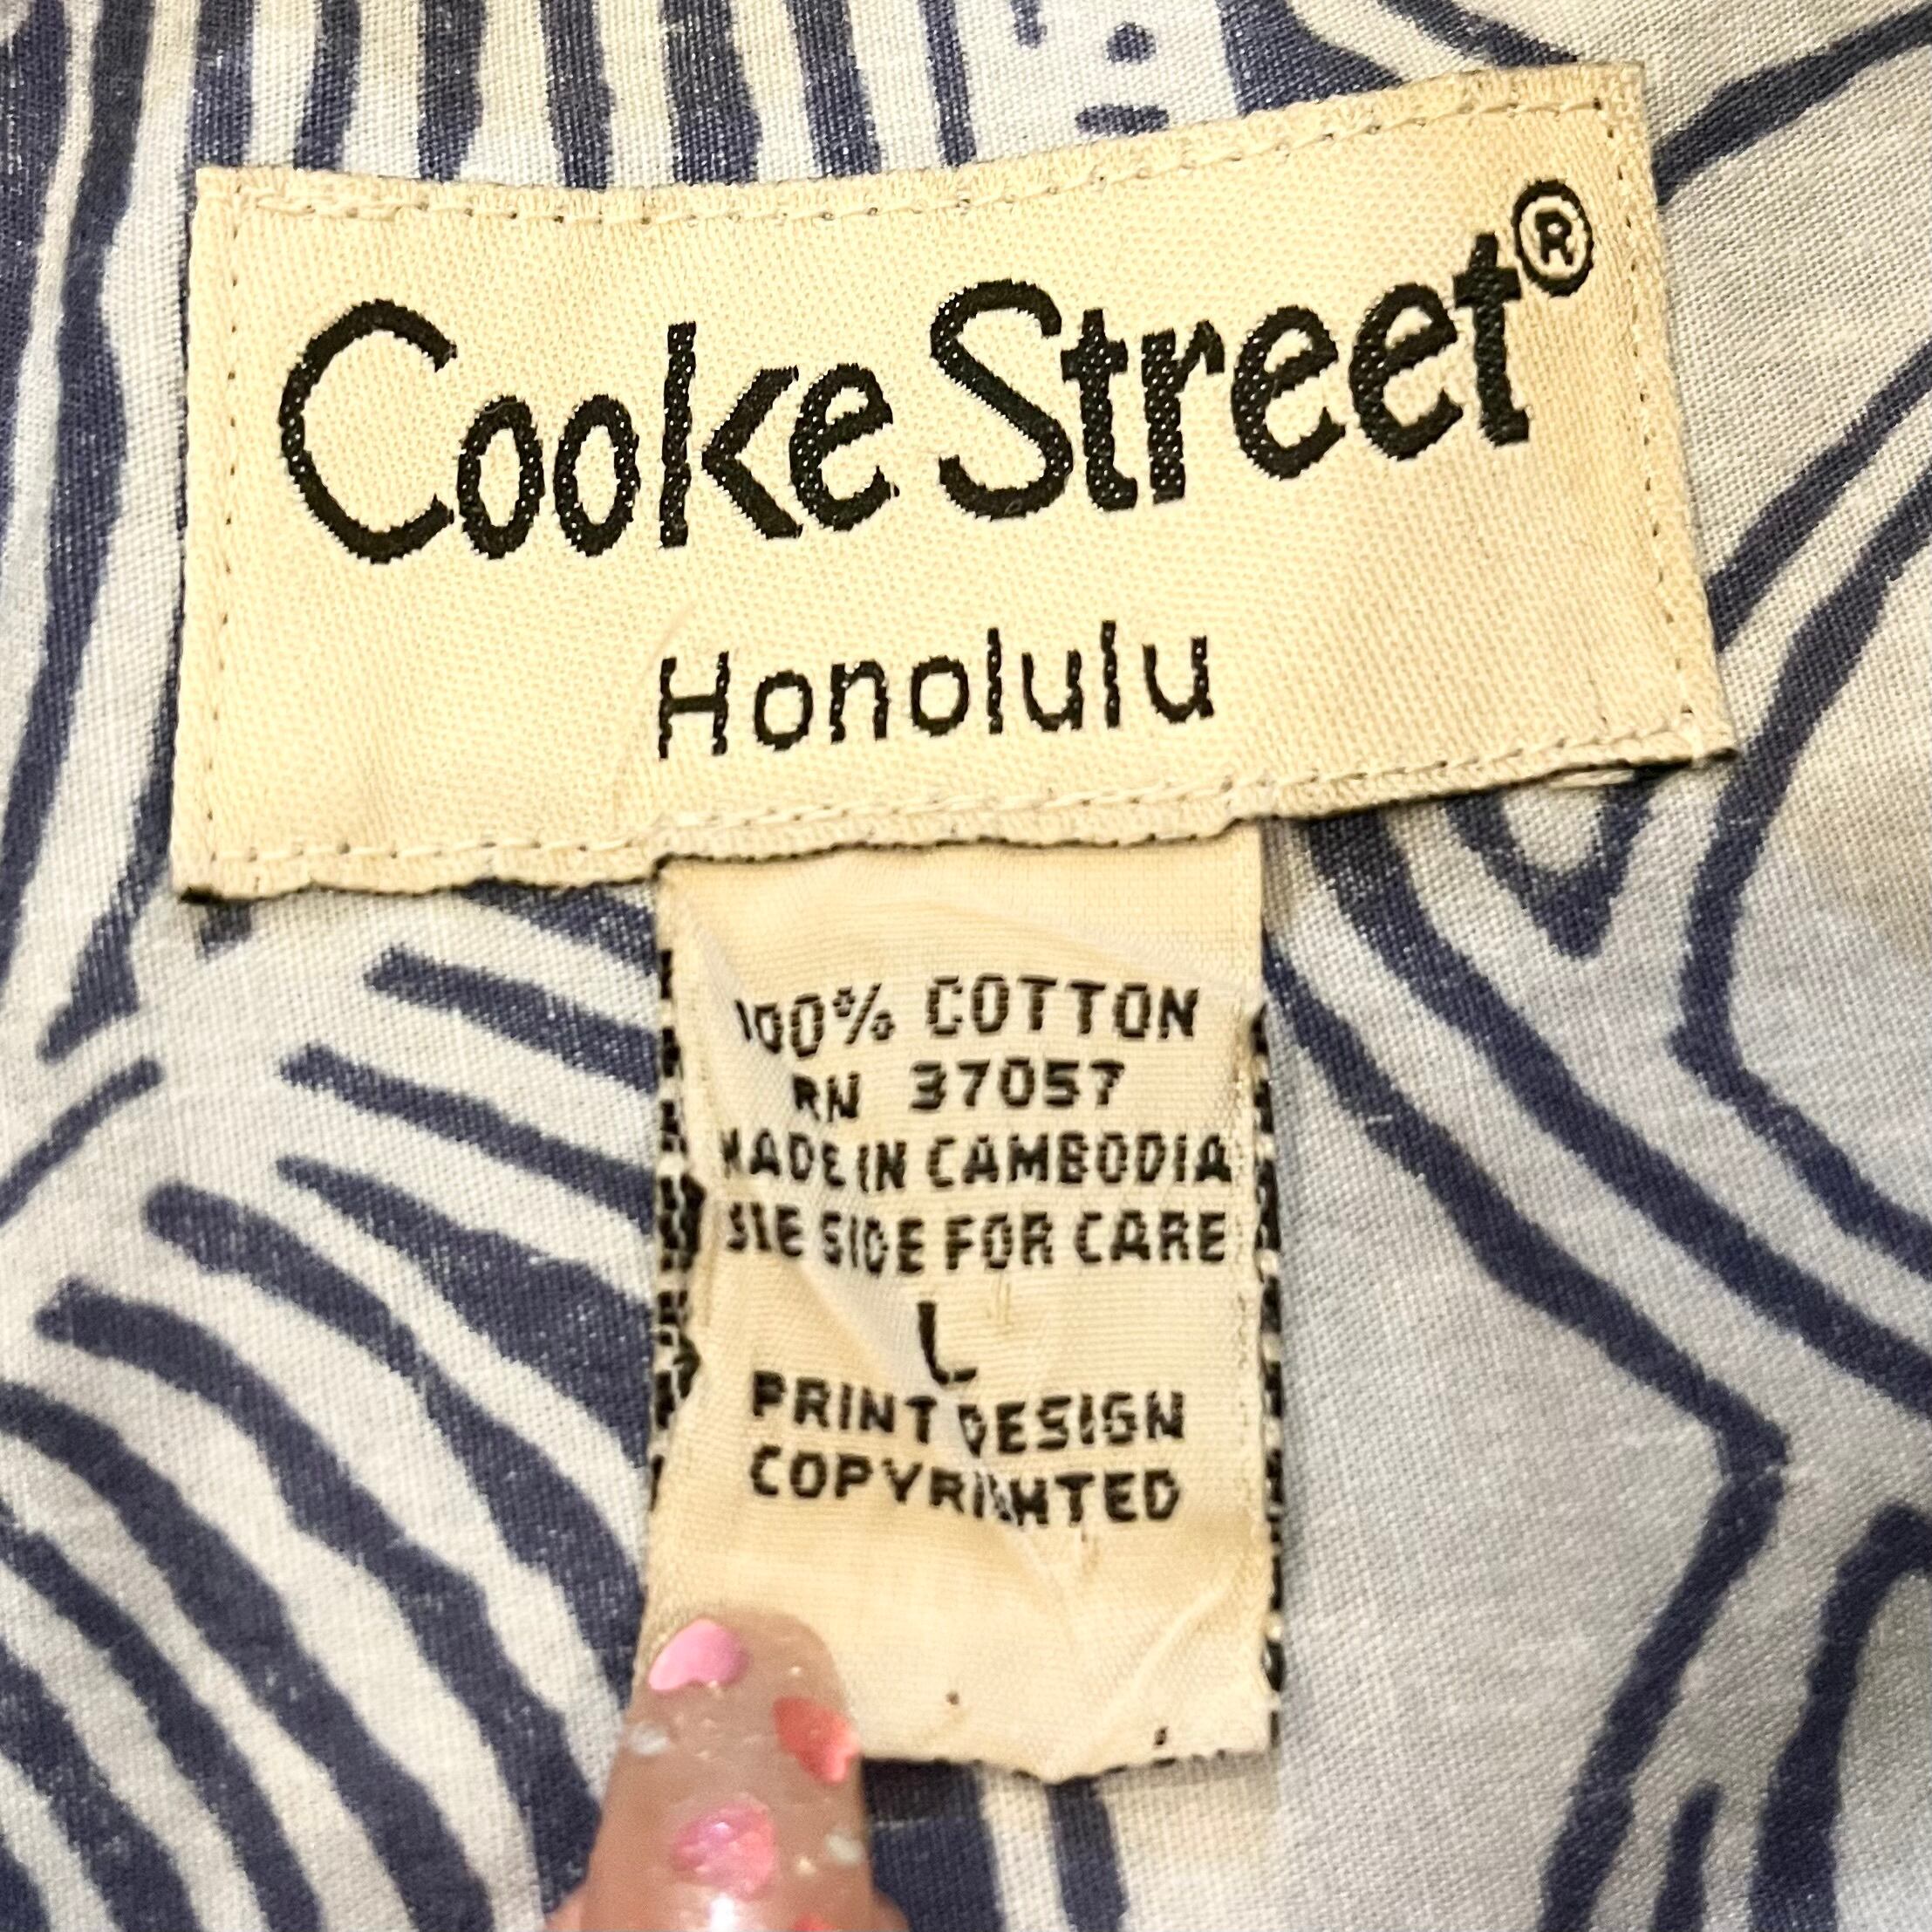 Cooke Street®
Honolulu
100% COTTON
RN 37057
MADE IN CAMBODIA
SEE SIDE FOR CARE
L
PRINT DESIGN
COPYRIGHTED